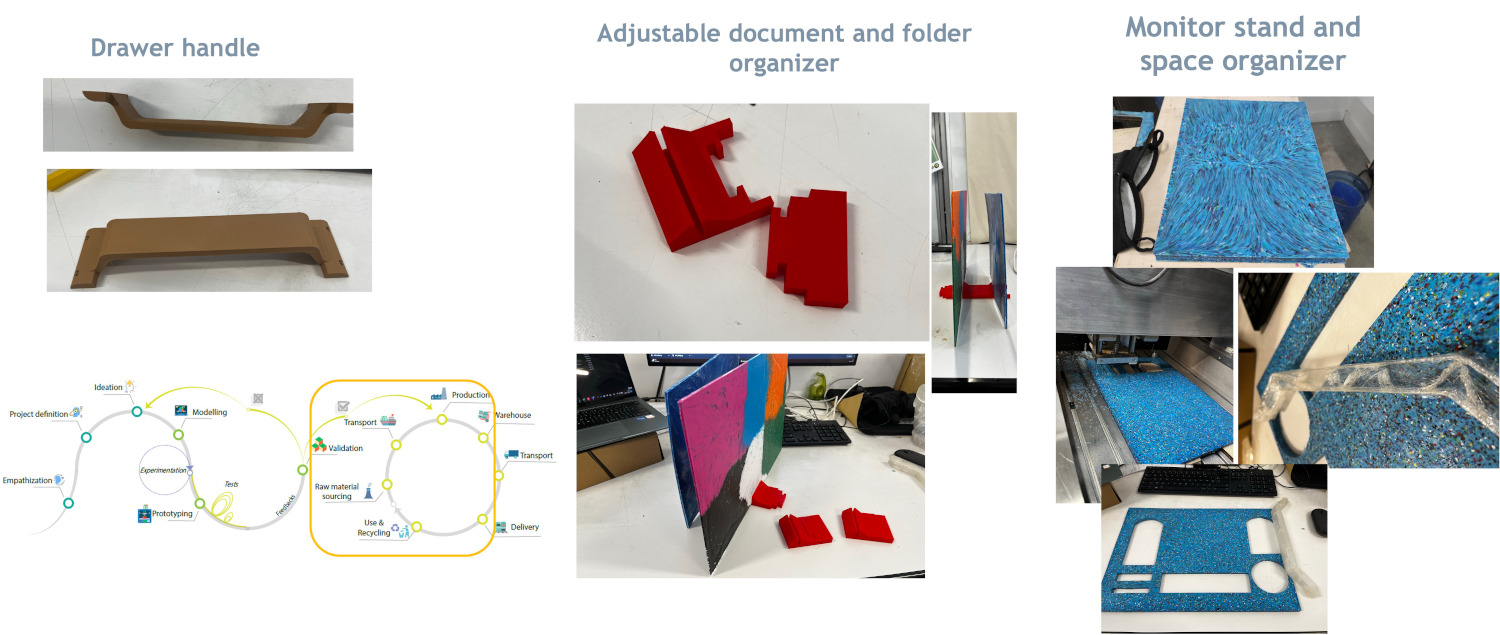 Drawer handle
Adjustable document and folder
organizer
Monitor stand and
space organizer
Ideation
Project definition
Modelling
Empathization
Experimentation
Tests
Prototyping
Feedbacks
Validation
Production
Warehouse
Transport
Transport
Raw material
sourcing
Use &
Recycling
Delivery